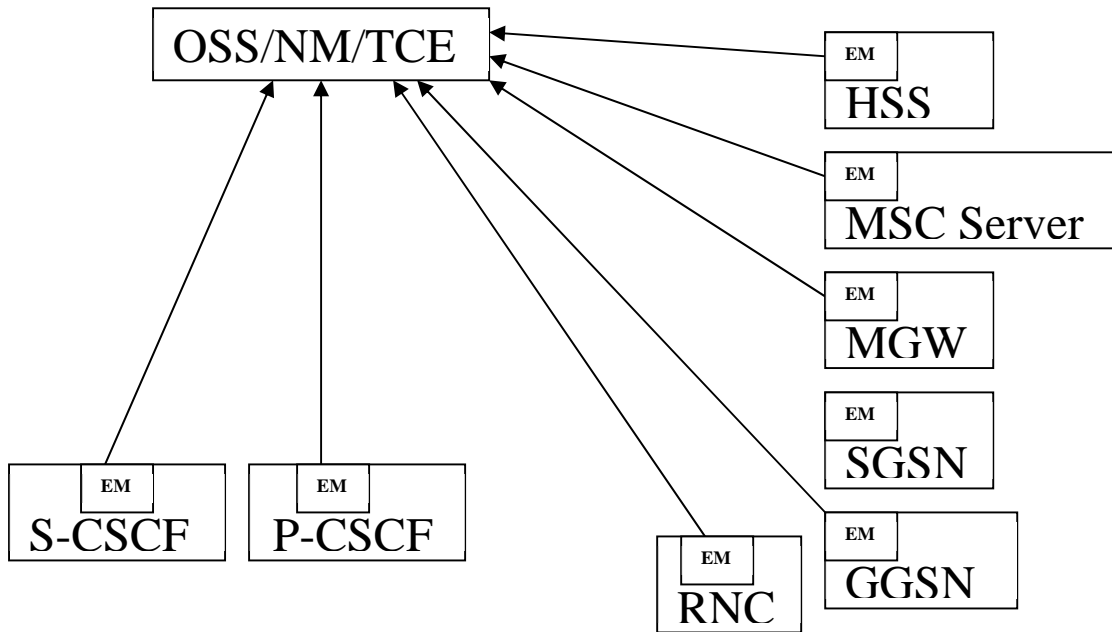 OSS/NM/TCE
EM
HSS
EM
MSC Server
EM
MGW
EM
SGSN
EM
GGSN
EM
S-CSCF
EM
P-CSCF
EM
RNC